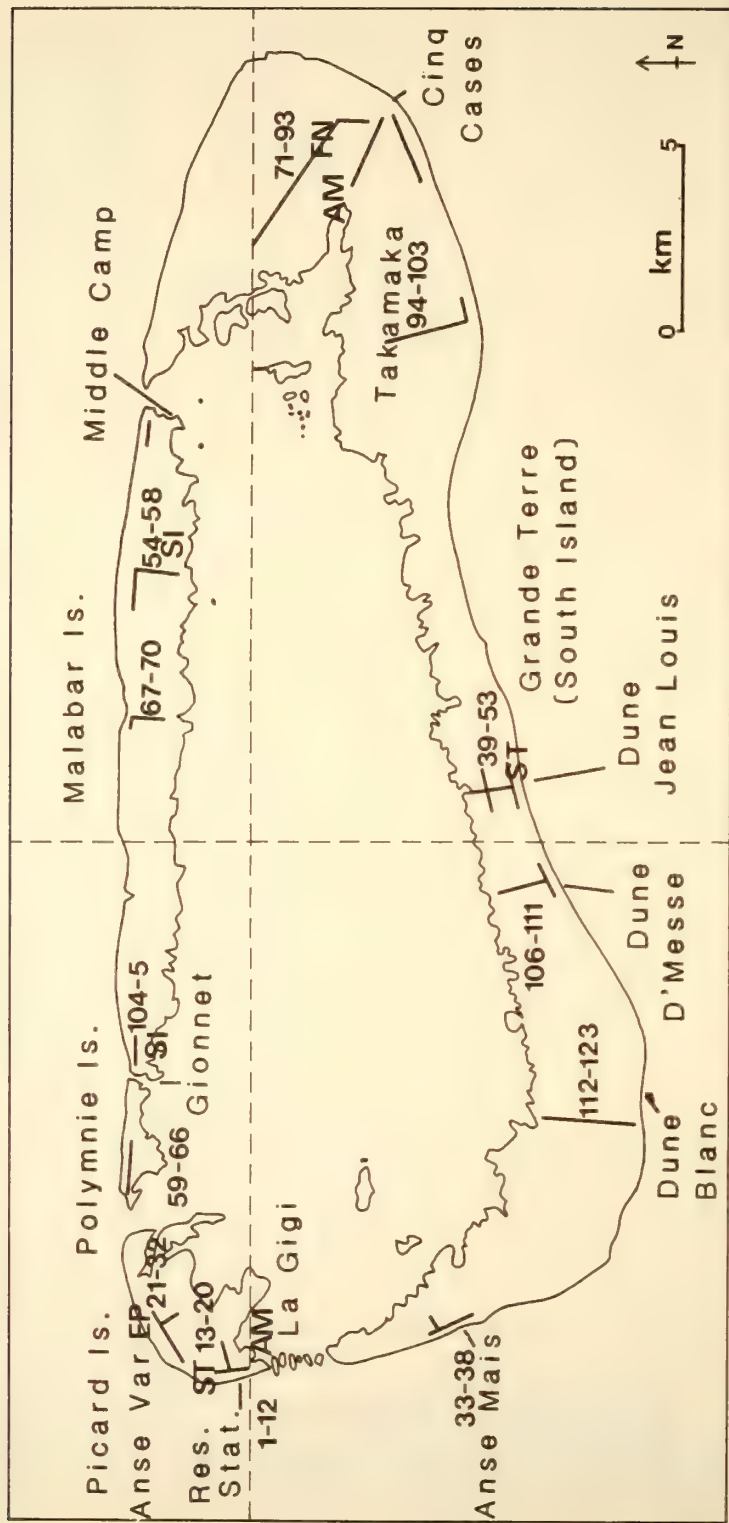 Picard Is.
Anse Var
EP
21-32
Res.
Stat.
ST
13-20
AM
1-12
La Gigi
Polymnie Is.
59-66
Gionnet
104-5
SI
Malabar Is.
67-70
54-58
SI
Middle Camp
71-93
FN
AM
Cinq
Cases
Takamaka
94-103
Grande Terre
(South Island)
39-53
ST
Dune
Jean Louis
106-111
Dune
D'Messe
112-123
Dune
Blanc
33-38
Anse Mais
0 km 5
N